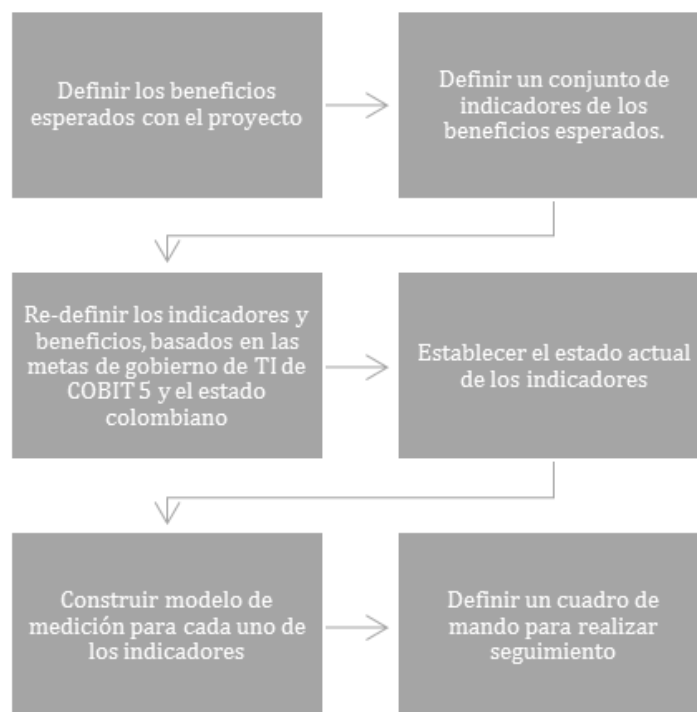 Definir los beneficios
esperados con el proyecto
Definir un conjunto de
indicadores de los
beneficios esperados.
Re-definir los indicadores y
beneficios, basados en las
metas de gobierno de TI de
COBIT 5 y el estado
colombiano
Establecer el estado actual
de los indicadores
Construir modelo de
medición para cada uno de
los indicadores
Definir un cuadro de
mando para realizar
seguimiento